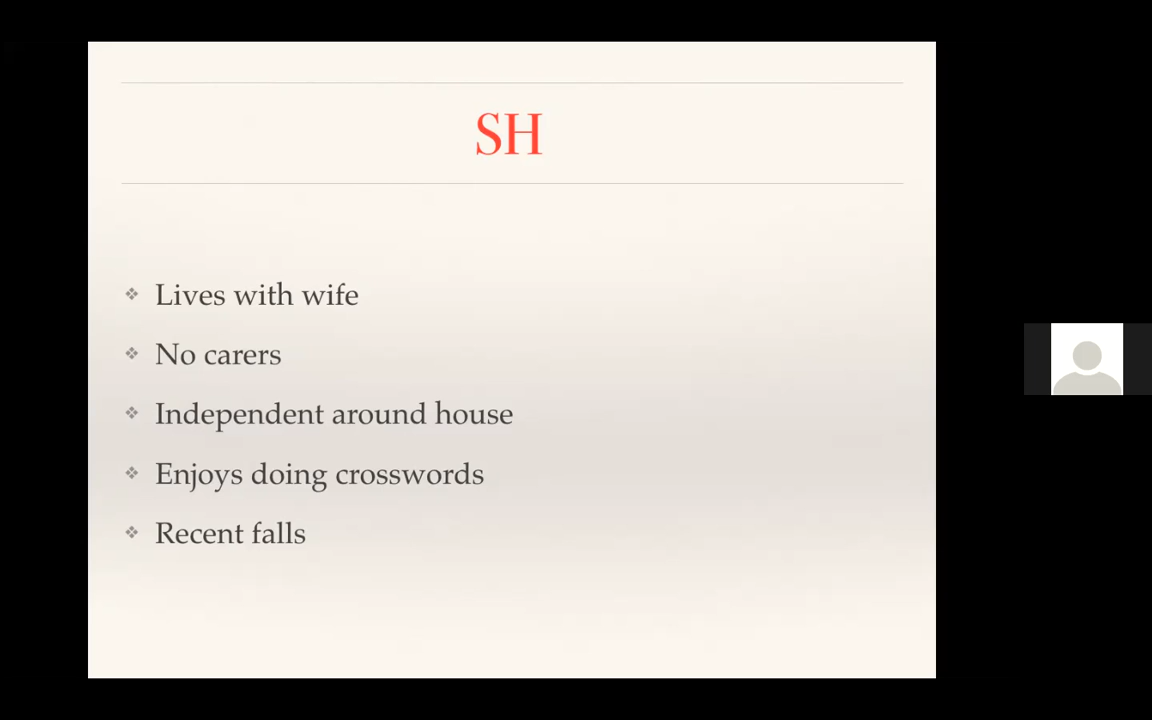 SH
Lives with wife
No carers
Independent around house
Enjoys doing crosswords
Recent falls